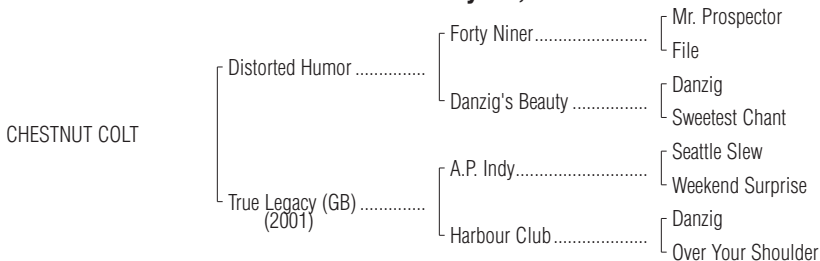 Mr. Prospector
Forty Niner
File
Distorted Humor
Danzig
Danzig's Beauty
Sweetest Chant
CHESTNUT COLT
Seattle Slew
A.P. Indy
Weekend Surprise
True Legacy (GB)
(2001)
Danzig
Harbour Club
Over Your Shoulder